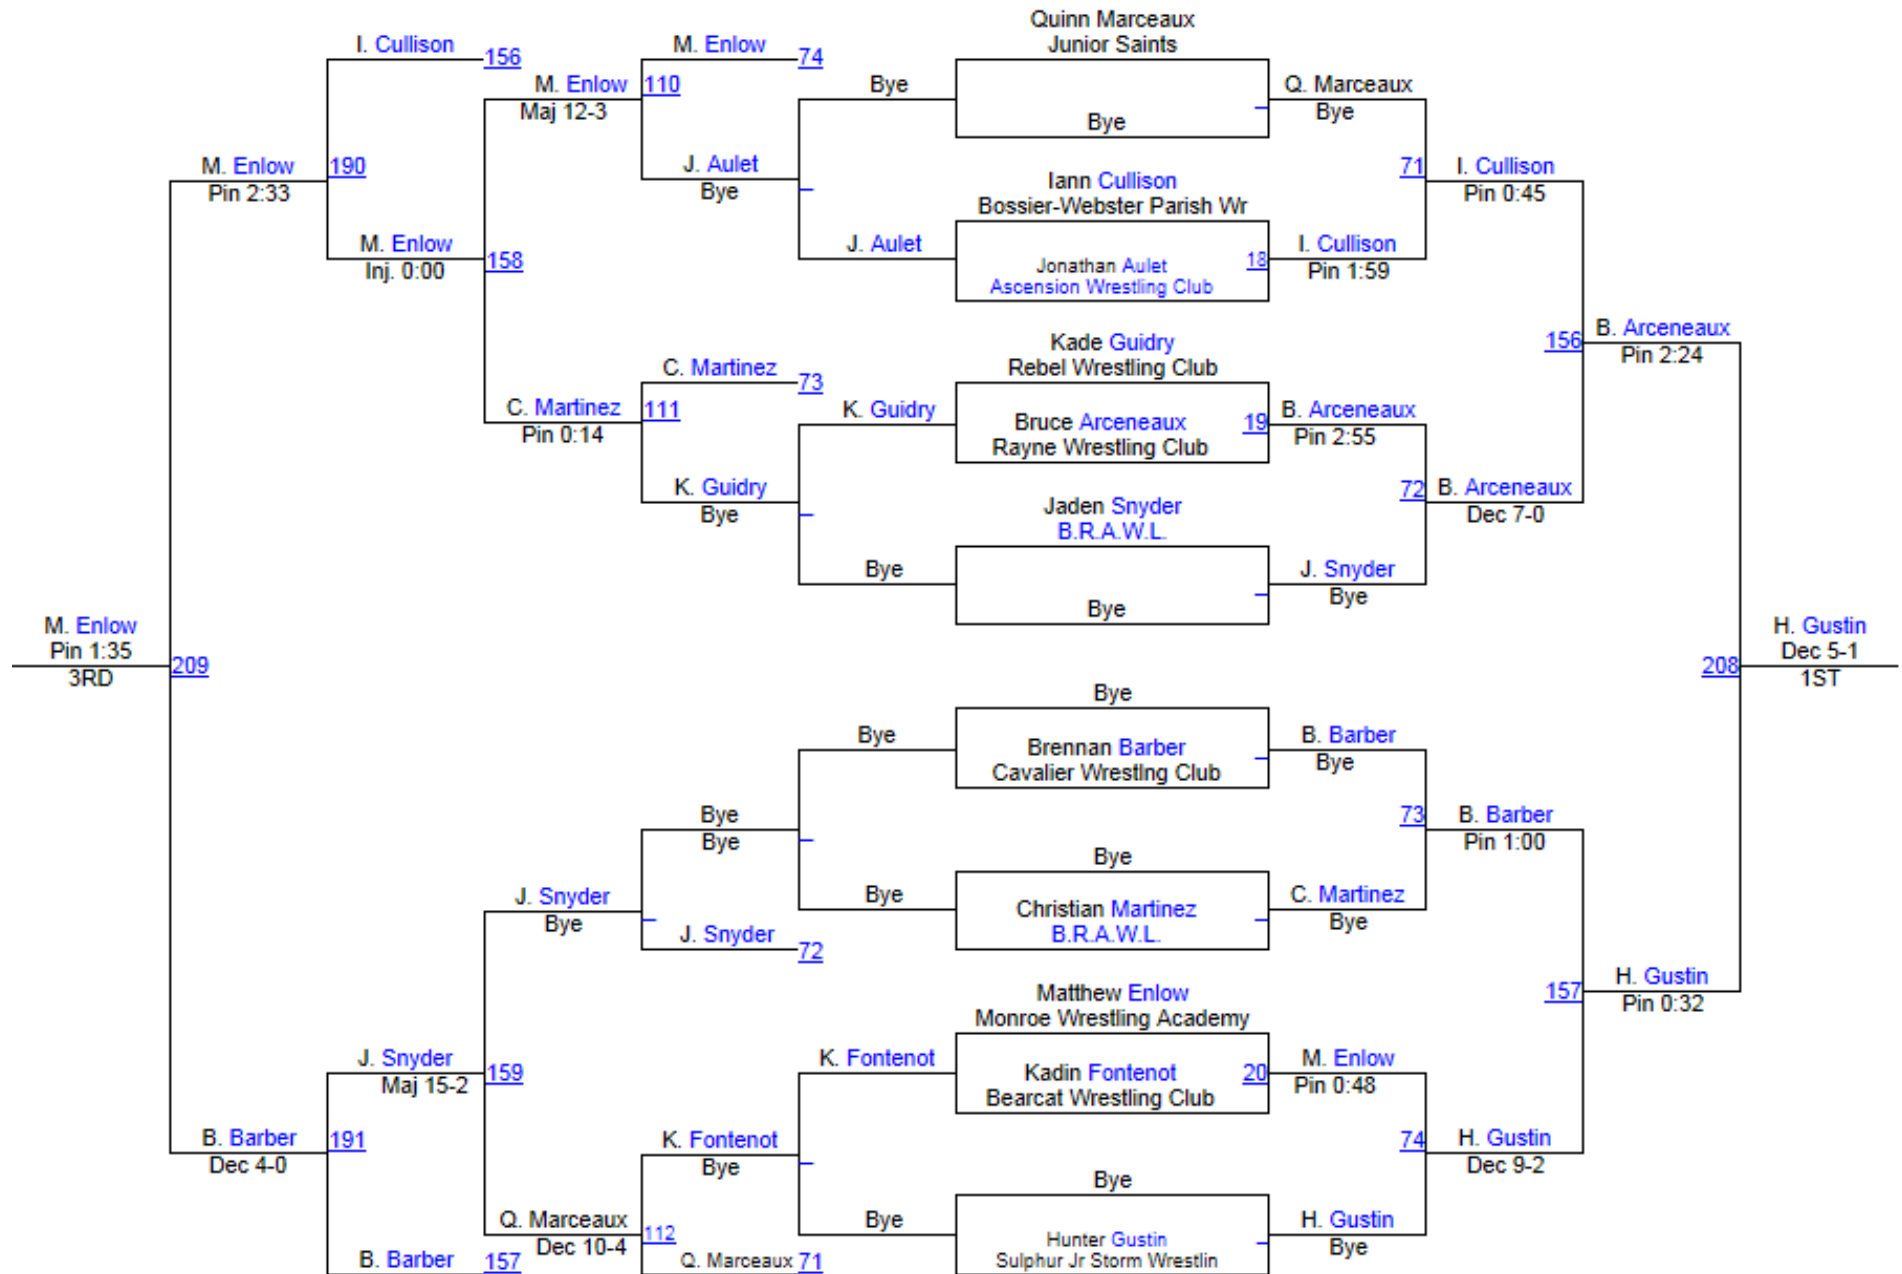 Quinn Marceaux
Junior Saints
I. Cullison 156
M. Enlow 74
M. Enlow 110
Maj 12-3
Bye
Bye
Q. Marceaux
Bye
M. Enlow 190
Pin 2:33
J. Aulet
Bye
Iann Cullison
Bossier-Webster Parish Wr
71 I. Cullison
Pin 0:45
M. Enlow
Inj. 0:00
158
J. Aulet
Jonathan Aulet 18
Ascension Wrestling Club
I. Cullison
Pin 1:59
Kade Guidry
Rebel Wrestling Club
156 B. Arceneaux
Pin 2:24
C. Martinez 73
C. Martinez 111
Pin 0:14
K. Guidry
Bruce Arceneaux 19
Rayne Wrestling Club
B. Arceneaux
Pin 2:55
K. Guidry
Bye
Jaden Snyder
B.R.A.W.L.
72 B. Arceneaux
Dec 7-0
Bye
Bye
J. Snyder
Bye
M. Enlow
Pin 1:35
3RD
209
208
H. Gustin
Dec 5-1
1ST
Bye
Bye
Brennan Barber
Cavalier Wrestlng Club
B. Barber
Bye
Bye
Bye
73 B. Barber
Pin 1:00
Bye
J. Snyder
Bye
Bye
Christian Martinez
B.R.A.W.L.
C. Martinez
Bye
J. Snyder 72
157 H. Gustin
Pin 0:32
Matthew Enlow
Monroe Wrestling Academy
J. Snyder 159
Maj 15-2
K. Fontenot
Kadin Fontenot 20
Bearcat Wrestling Club
M. Enlow
Pin 0:48
B. Barber 191
Dec 4-0
K. Fontenot
Bye
74 H. Gustin
Dec 9-2
Bye
Q. Marceaux 112
Dec 10-4
Bye
Hunter Gustin
Sulphur Jr Storm Wrestlin
H. Gustin
Bye
B. Barber 157
Q. Marceaux 71